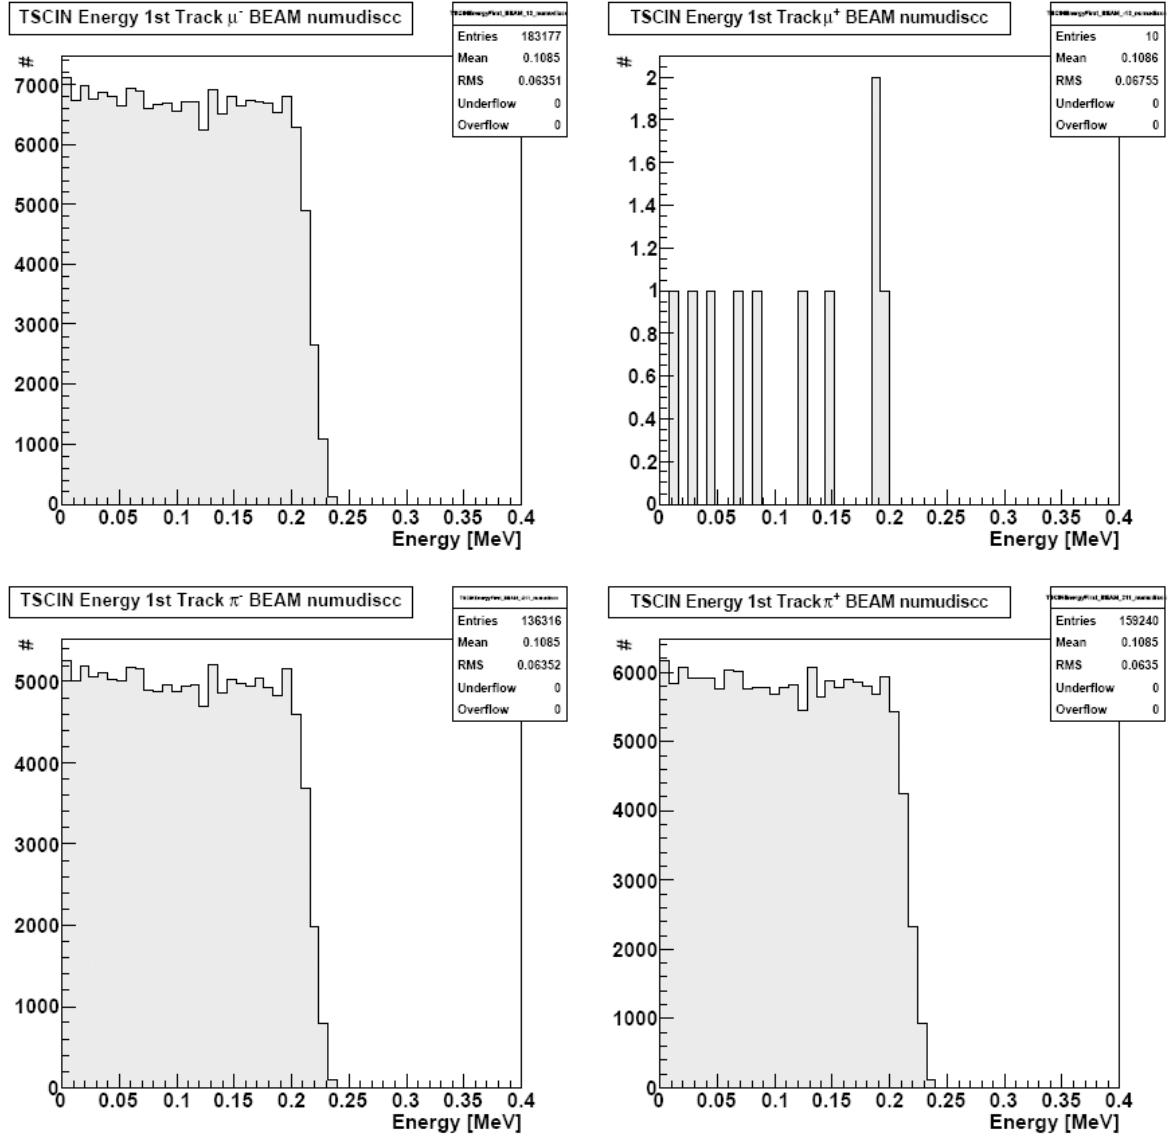 TSCIN Energy 1st Track μ⁻ BEAM numudiscc
Entries 183177
Mean 0.1085
RMS 0.06351
Underflow 0
Overflow 0
#
7000
6000
5000
4000
3000
2000
1000
0
0 0.05 0.1 0.15 0.2 0.25 0.3 0.35 0.4
Energy [MeV]
TSCIN Energy 1st Track μ⁺ BEAM numudiscc
Entries 10
Mean 0.1086
RMS 0.06755
Underflow 0
Overflow 0
#
2
1.8
1.6
1.4
1.2
1
0.8
0.6
0.4
0.2
0
0 0.05 0.1 0.15 0.2 0.25 0.3 0.35 0.4
Energy [MeV]
TSCIN Energy 1st Track π⁻ BEAM numudiscc
Entries 136316
Mean 0.1085
RMS 0.06352
Underflow 0
Overflow 0
#
5000
4000
3000
2000
1000
0
0 0.05 0.1 0.15 0.2 0.25 0.3 0.35 0.4
Energy [MeV]
TSCIN Energy 1st Track π⁺ BEAM numudiscc
Entries 159240
Mean 0.1085
RMS 0.0635
Underflow 0
Overflow 0
#
6000
5000
4000
3000
2000
1000
0
0 0.05 0.1 0.15 0.2 0.25 0.3 0.35 0.4
Energy [MeV]